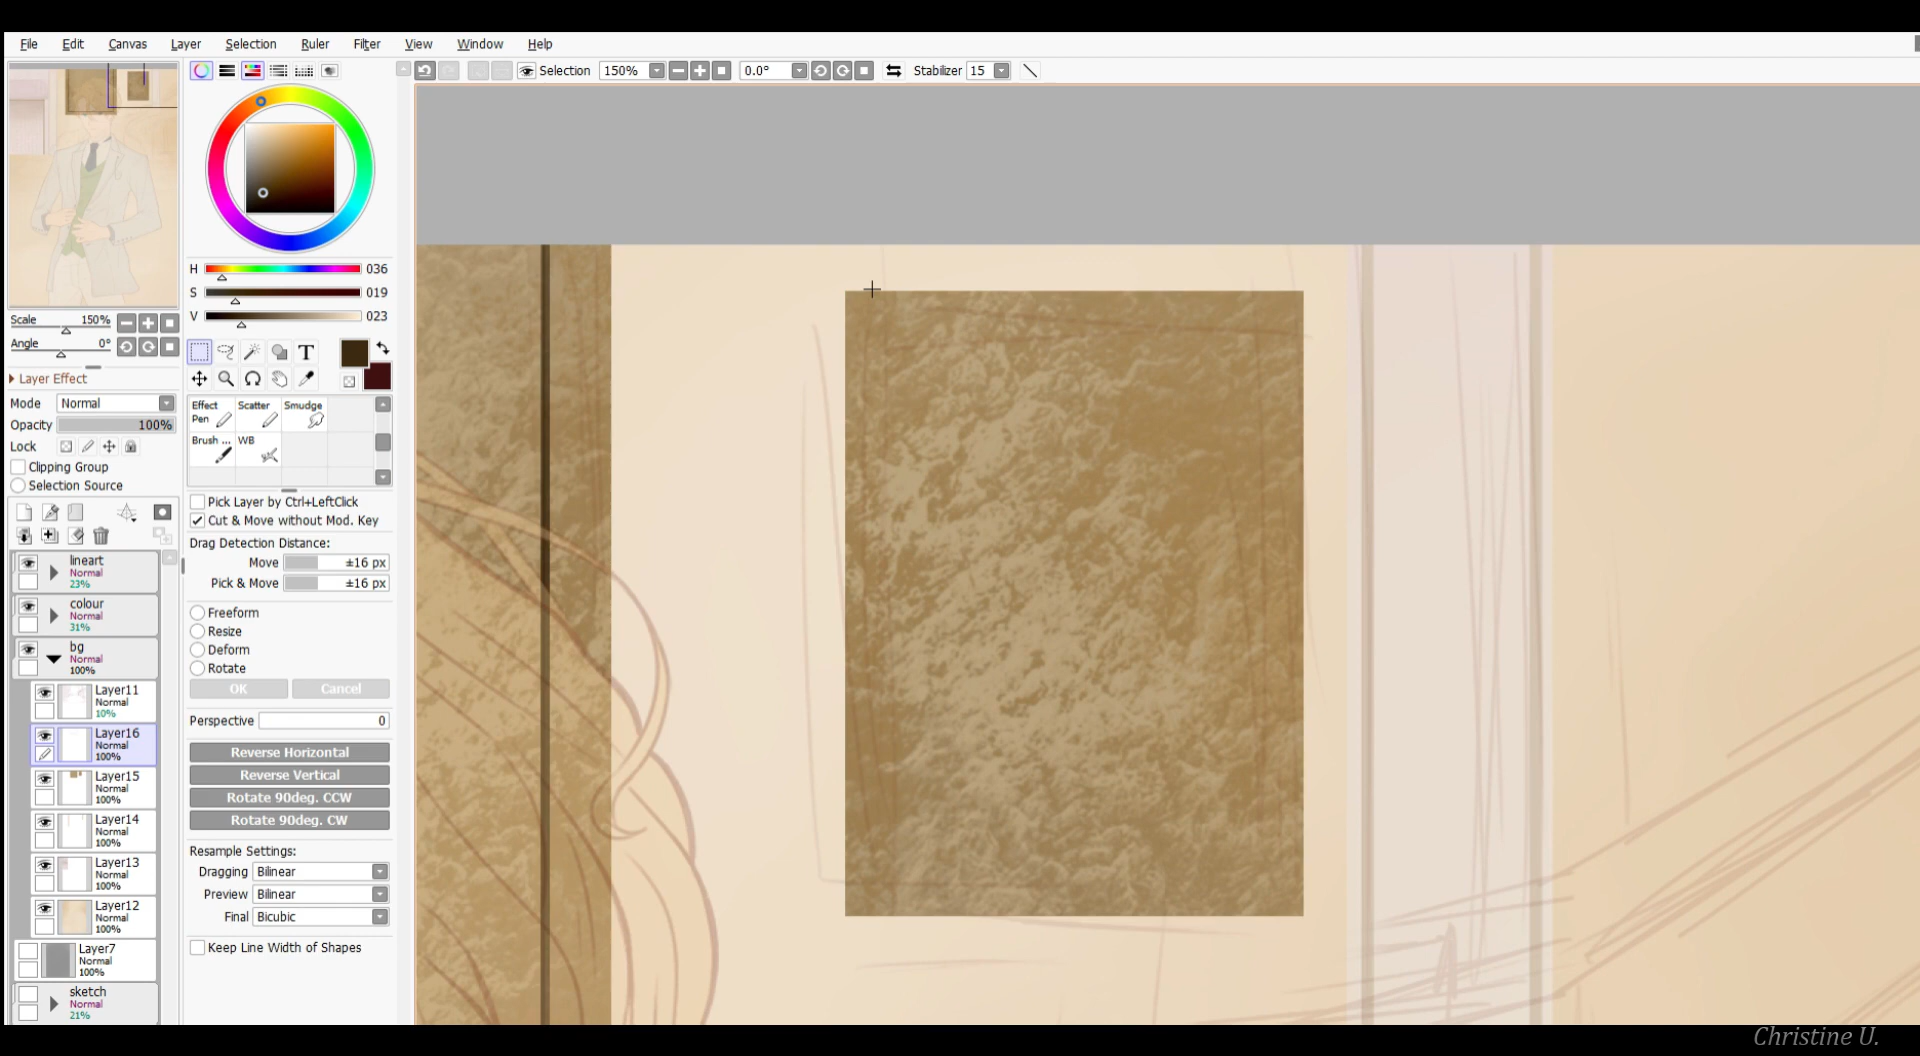 File Edit Canvas Layer Selection Ruler Filter View Window Help
Selection 150% 0.0° Stabilizer 15
H 036
S 019
V 023
Scale 150%
Angle 0°
Layer Effect
Mode Normal
Opacity 100%
Lock
Clipping Group
Selection Source
lineart
Normal
23%
colour
Normal
31%
bg
Normal
100%
Layer11
Normal
10%
Layer16
Normal
100%
Layer15
Normal
100%
Layer14
Normal
100%
Layer13
Normal
100%
Layer12
Normal
100%
Layer7
Normal
100%
sketch
Normal
21%
T
Effect Scatter Smudge
Pen
Brush ... WB
Pick Layer by Ctrl+LeftClick
Cut & Move without Mod. Key
Drag Detection Distance:
Move ±16 px
Pick & Move ±16 px
Freeform
Resize
Deform
Rotate
OK Cancel
Perspective 0
Reverse Horizontal
Reverse Vertical
Rotate 90deg. CCW
Rotate 90deg. CW
Resample Settings:
Dragging Bilinear
Preview Bilinear
Final Bicubic
Keep Line Width of Shapes
Christine U.